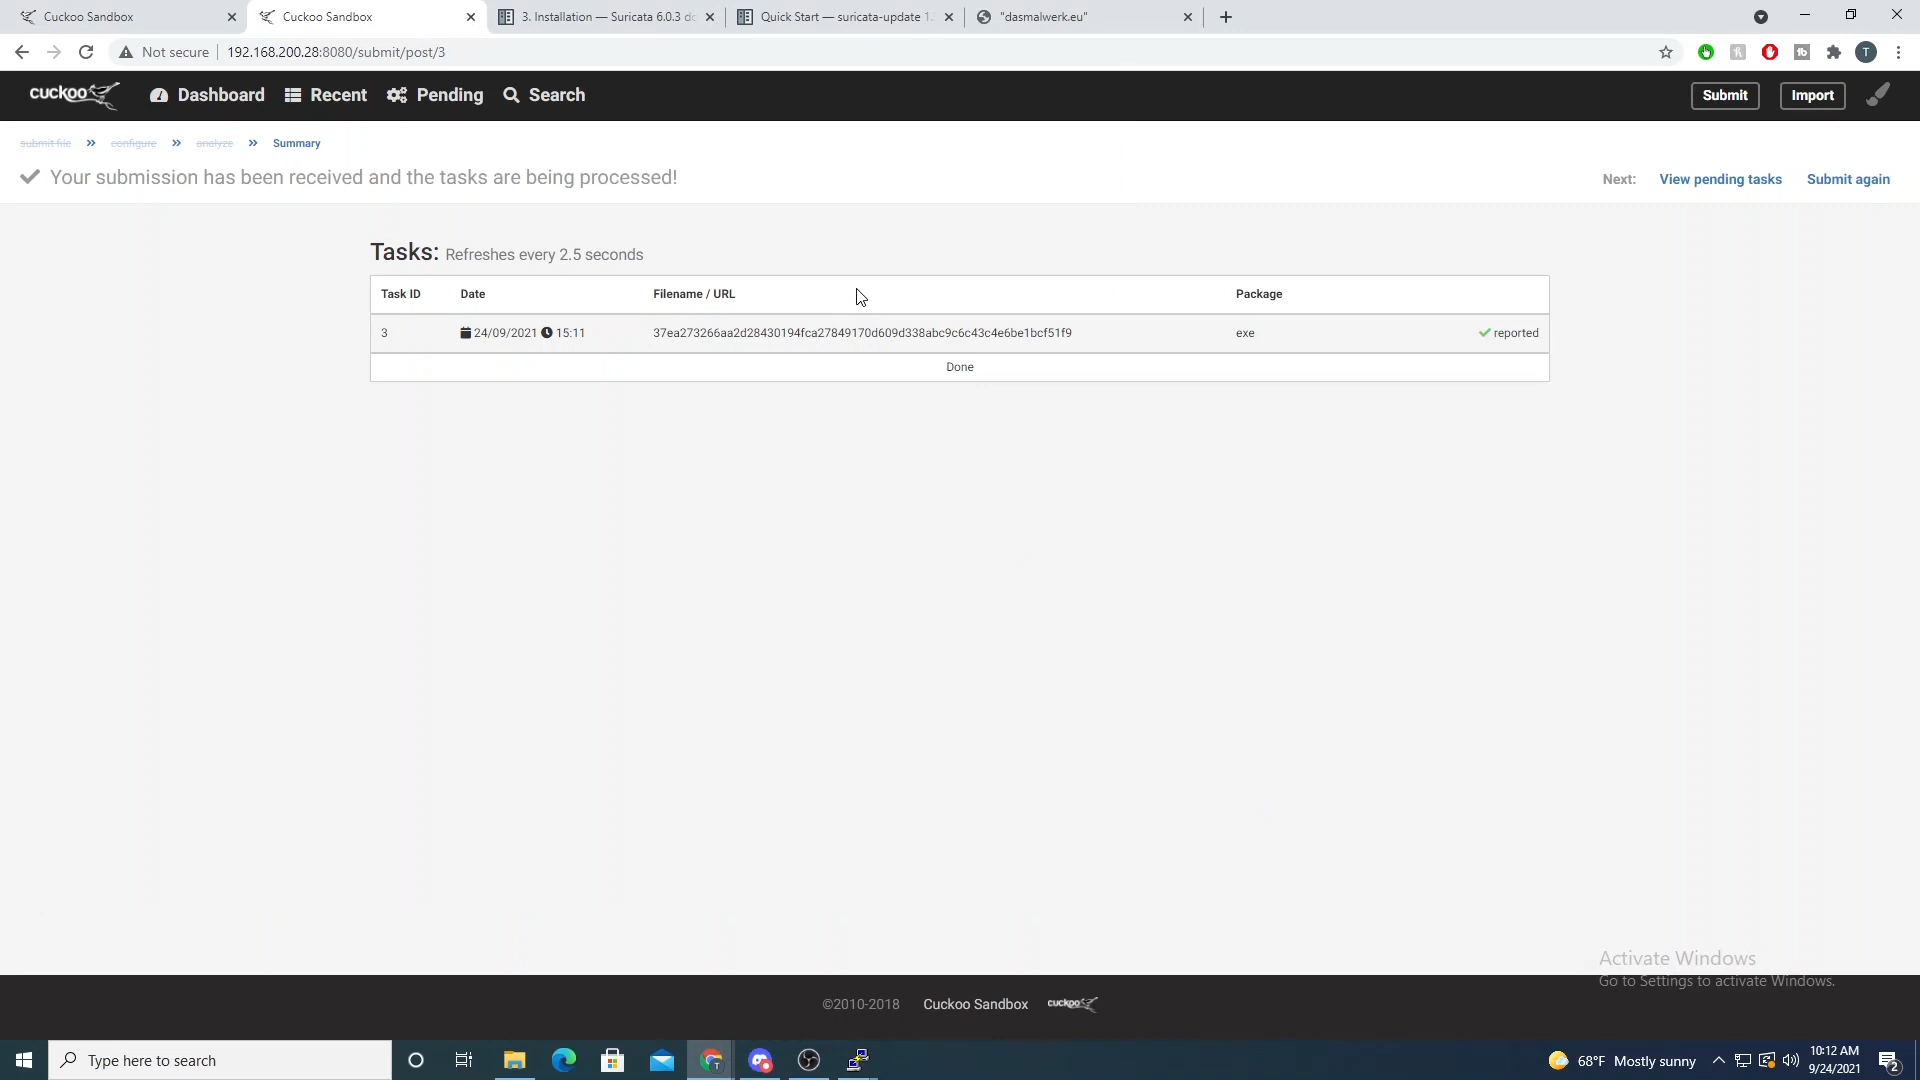 Cuckoo Sandbox
Cuckoo Sandbox
3. Installation — Suricata 6.0.3 do
Quick Start — suricata-update 1.
"dasmalwerk.eu"
Not secure
192.168.200.28:8080/submit/post/3
T
cuckoo
Dashboard
Recent
Pending
Search
Submit
Import
submit file » configure » analyze » Summary
Your submission has been received and the tasks are being processed!
Next: View pending tasks Submit again
Tasks: Refreshes every 2.5 seconds
Task ID Date Filename / URL Package
3 24/09/2021 15:11 37ea273266aa2d28430194fca27849170d609d338abc9c6c43c4e6be1bcf51f9 exe reported
Done
Activate Windows
Go to Settings to activate Windows.
©2010-2018 Cuckoo Sandbox cuckoo
Type here to search
68°F Mostly sunny
10:12 AM
9/24/2021
2